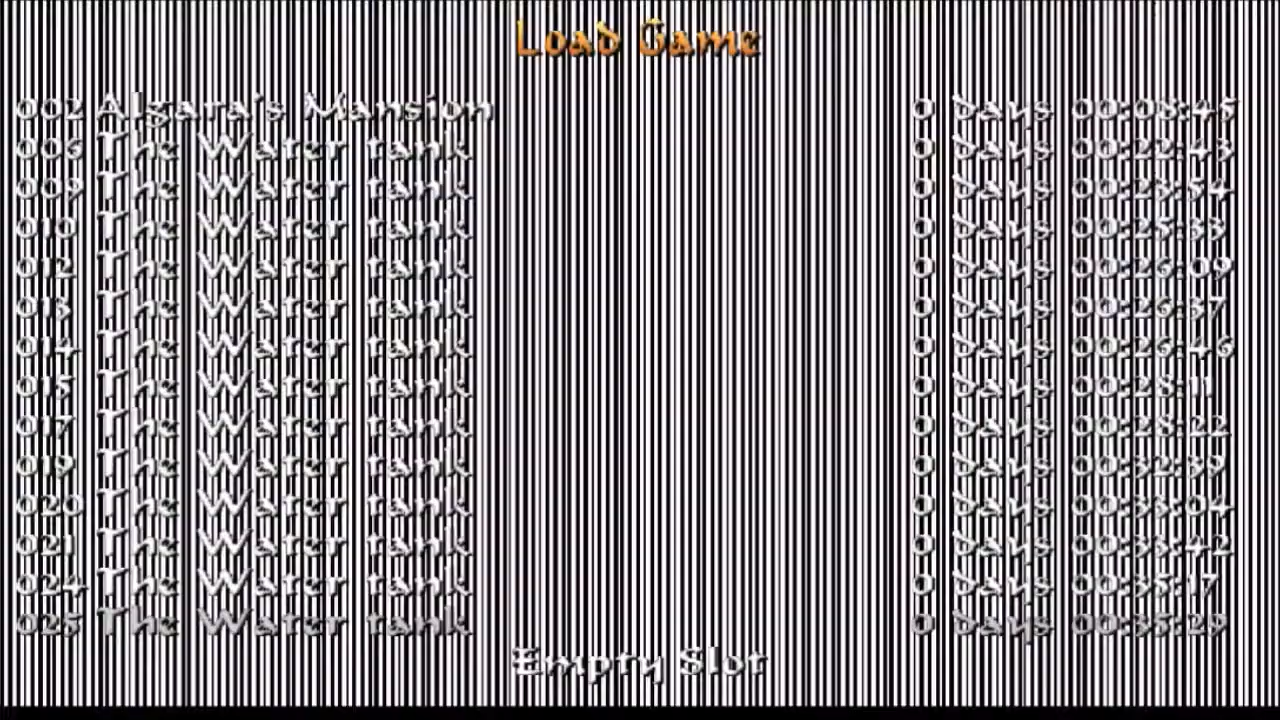 Load Game
002 Algara's Mansion 0 days 00:08:45
006 The Water tank 0 days 00:22:43
009 The Water tank 0 days 00:23:54
010 The Water tank 0 days 00:25:33
012 The Water tank 0 days 00:26:09
013 The Water tank 0 days 00:26:37
014 The Water tank 0 days 00:26:46
015 The Water tank 0 days 00:28:11
017 The Water tank 0 days 00:28:22
019 The Water tank 0 days 00:32:39
020 The Water tank 0 days 00:33:04
021 The Water tank 0 days 00:33:42
024 The Water tank 0 days 00:35:17
025 The Water tank 0 days 00:35:29
Empty Slot